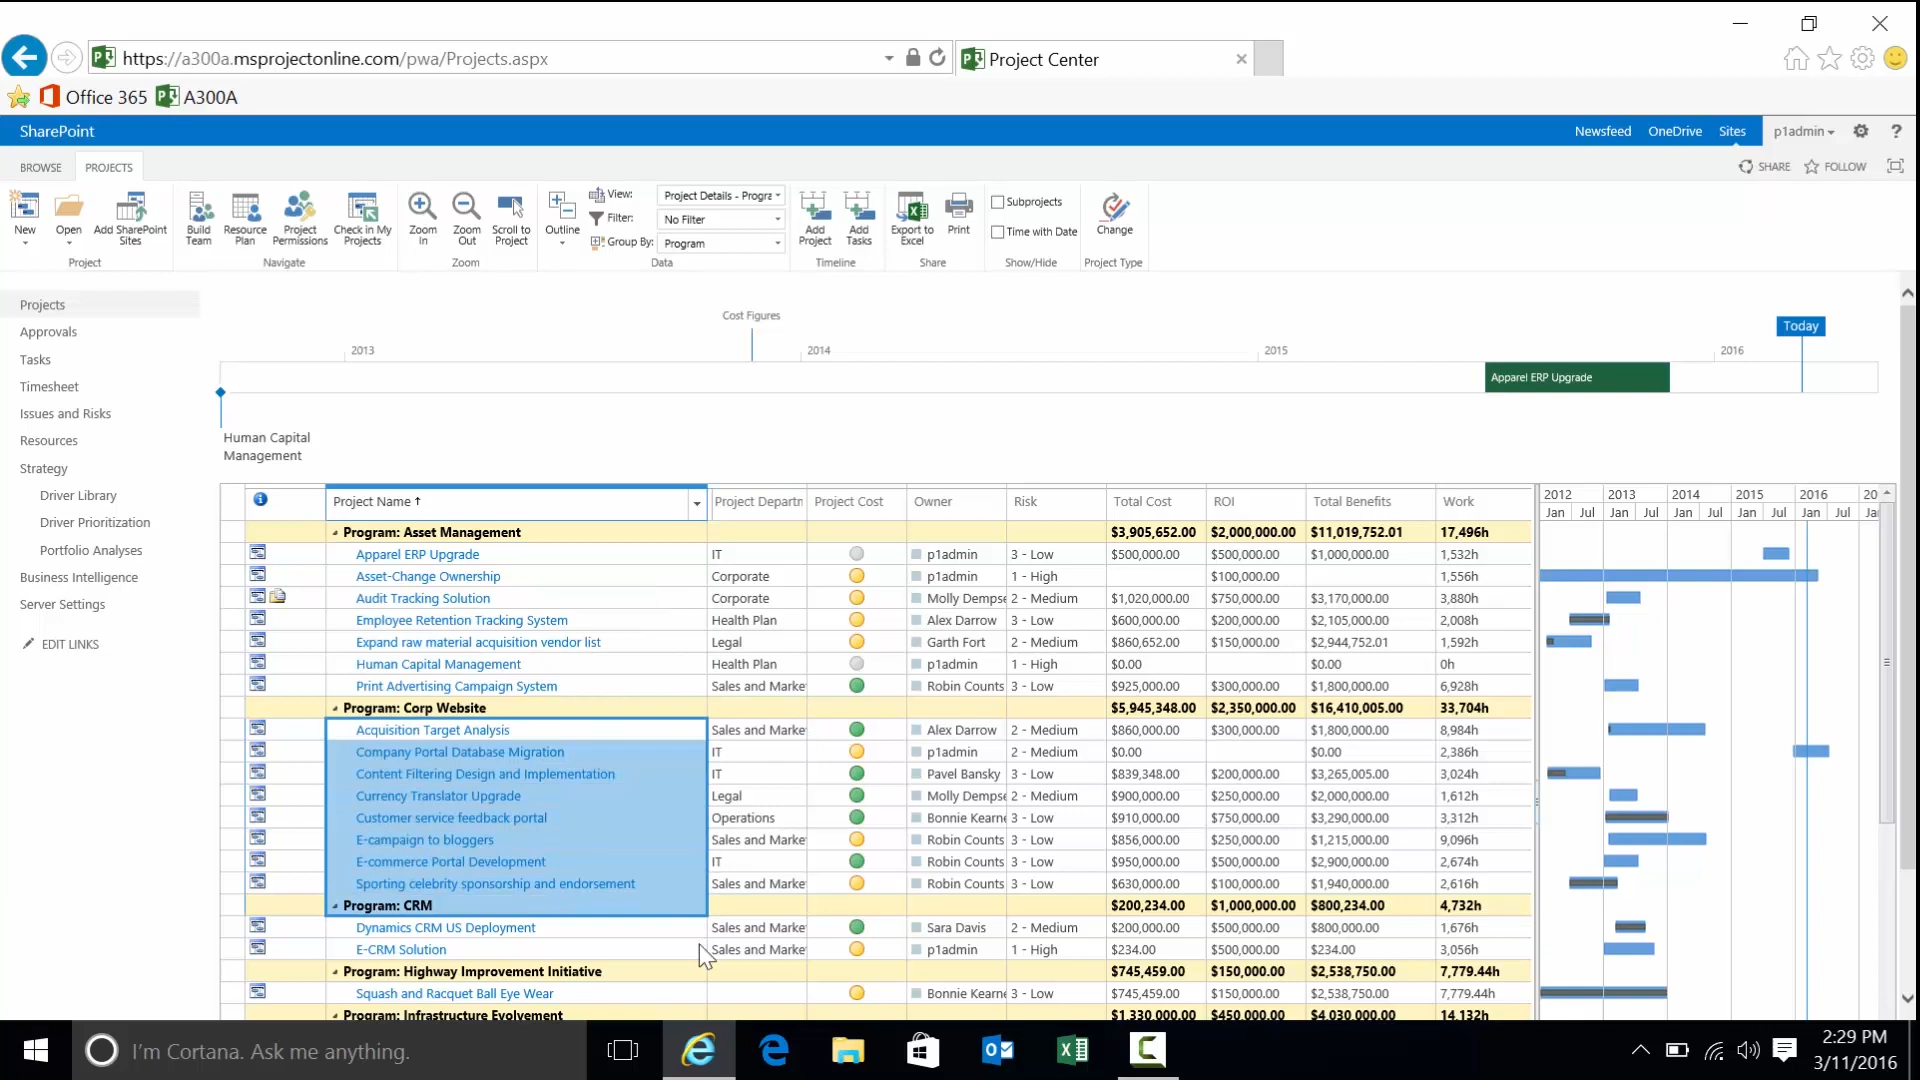 https://a300a.msprojectonline.com/pwa/Projects.aspx
Project Center
Office 365
A300A
SharePoint
Newsfeed OneDrive Sites p1admin ?
BROWSE PROJECTS
SHARE FOLLOW
New
Open
Add SharePoint Sites
Project
Build Team
Resource Plan
Project Permissions
Check in My Projects
Navigate
Zoom In
Zoom Out
Scroll to Project
Zoom
Outline
View: Project Details - Progra
Filter: No Filter
Group By: Program
Data
Add Project
Add Tasks
Timeline
Export to Excel
Print
Share
Subprojects
Time with Date
Show/Hide
Change
Project Type
Projects
Approvals
Tasks
Timesheet
Issues and Risks
Resources
Strategy
Driver Library
Driver Prioritization
Portfolio Analyses
Business Intelligence
Server Settings
EDIT LINKS
Cost Figures
Today
2013 2014 2015 2016
Apparel ERP Upgrade
Human Capital
Management
Project Name ↑ Project Departm Project Cost Owner Risk Total Cost ROI Total Benefits Work
2012 2013 2014 2015 2016 20
Jan Jul Jan Jul Jan Jul Jan Jul Jan Jul Ja
Program: Asset Management $3,905,652.00 $2,000,000.00 $11,019,752.01 17,496h
Apparel ERP Upgrade IT p1admin 3 - Low $500,000.00 $500,000.00 $1,000,000.00 1,532h
Asset-Change Ownership Corporate p1admin 1 - High $100,000.00 1,556h
Audit Tracking Solution Corporate Molly Dempse 2 - Medium $1,020,000.00 $750,000.00 $3,170,000.00 3,880h
Employee Retention Tracking System Health Plan Alex Darrow 3 - Low $600,000.00 $200,000.00 $2,105,000.00 2,008h
Expand raw material acquisition vendor list Legal Garth Fort 2 - Medium $860,652.00 $150,000.00 $2,944,752.01 1,592h
Human Capital Management Health Plan p1admin 1 - High $0.00 $0.00 0h
Print Advertising Campaign System Sales and Marke Robin Counts 3 - Low $925,000.00 $300,000.00 $1,800,000.00 6,928h
Program: Corp Website $5,945,348.00 $2,350,000.00 $16,410,005.00 33,704h
Acquisition Target Analysis Sales and Marke Alex Darrow 2 - Medium $860,000.00 $300,000.00 $1,800,000.00 8,984h
Company Portal Database Migration IT p1admin 2 - Medium $0.00 $0.00 2,386h
Content Filtering Design and Implementation IT Pavel Bansky 3 - Low $839,348.00 $200,000.00 $3,265,005.00 3,024h
Currency Translator Upgrade Legal Molly Dempse 2 - Medium $900,000.00 $250,000.00 $2,000,000.00 1,612h
Customer service feedback portal Operations Bonnie Kearne 3 - Low $910,000.00 $750,000.00 $3,290,000.00 3,312h
E-campaign to bloggers Sales and Marke Robin Counts 3 - Low $856,000.00 $250,000.00 $1,215,000.00 9,096h
E-commerce Portal Development IT Robin Counts 3 - Low $950,000.00 $500,000.00 $2,900,000.00 2,674h
Sporting celebrity sponsorship and endorsement Sales and Marke Robin Counts 3 - Low $630,000.00 $100,000.00 $1,940,000.00 2,616h
Program: CRM $200,234.00 $1,000,000.00 $800,234.00 4,732h
Dynamics CRM US Deployment Sales and Marke Sara Davis 2 - Medium $200,000.00 $500,000.00 $800,000.00 1,676h
E-CRM Solution Sales and Marke p1admin 1 - High $234.00 $500,000.00 $234.00 3,056h
Program: Highway Improvement Initiative $745,459.00 $150,000.00 $2,538,750.00 7,779.44h
Squash and Racquet Ball Eye Wear Bonnie Kearne 3 - Low $745,459.00 $150,000.00 $2,538,750.00 7,779.44h
Program: Infrastructure Evolvement $1,330,000.00 $450,000.00 $4,030,000.00 14,132h
I'm Cortana. Ask me anything.
2:29 PM
3/11/2016